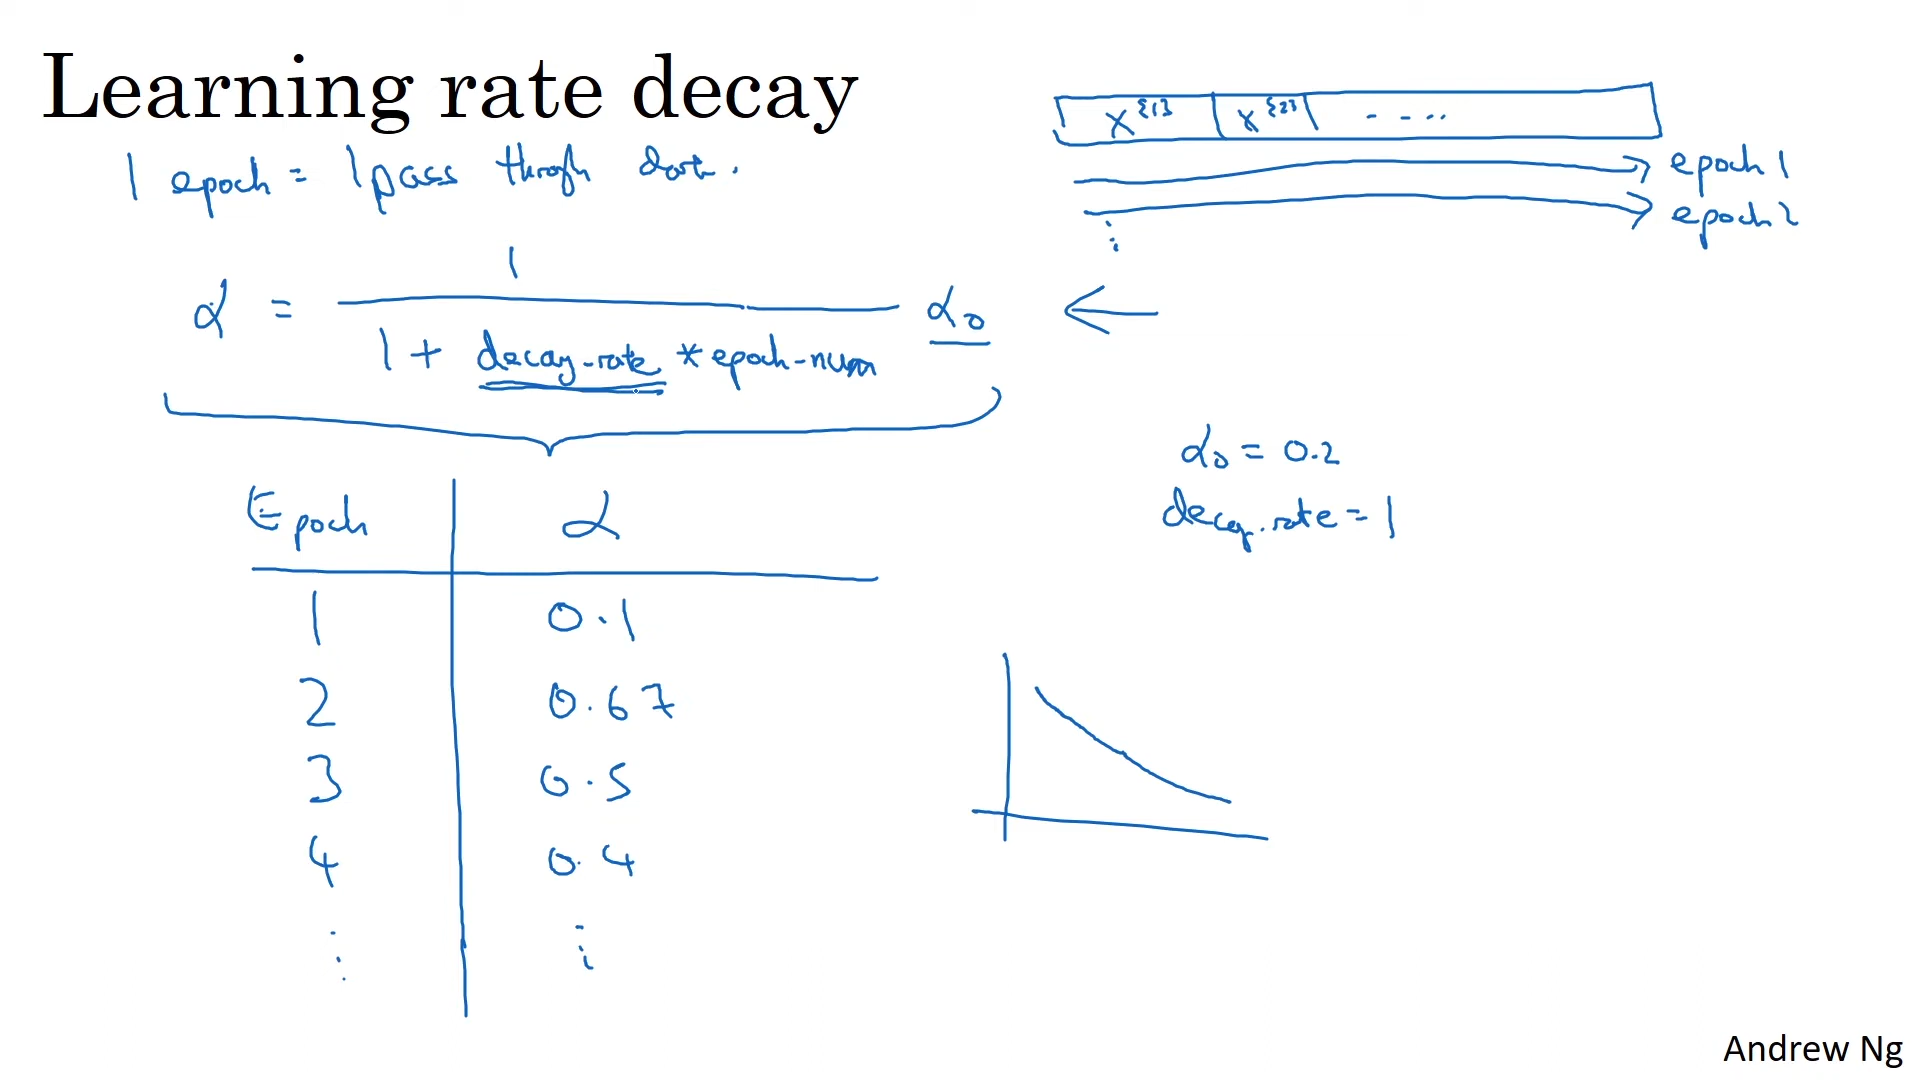 Learning rate decay
1 epoch = 1 pass through data.
X^{1} X^{2} - - ..
epoch 1
epoch 2
α = 1 / (1 + decay-rate * epoch-num) α₀
α₀ = 0.2
decay.rate = 1
Epoch α
1 0.1
2 0.67
3 0.5
4 0.4
Andrew Ng